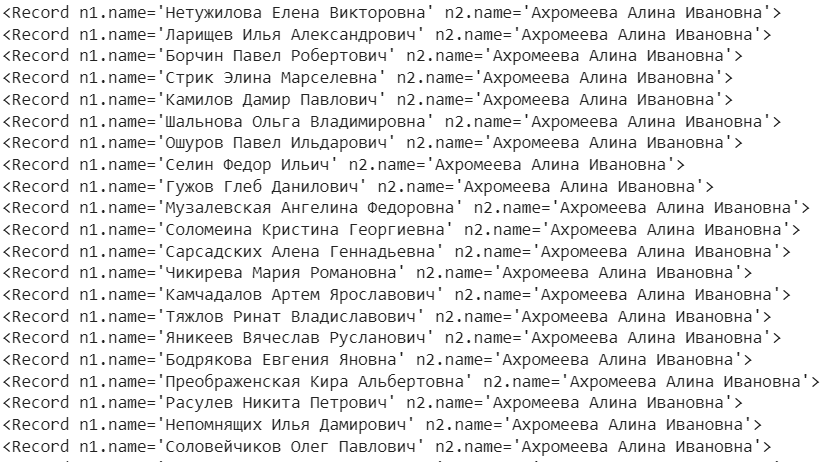 <Record n1.name='Нетужилова Елена Викторовна' n2.name='Ахромеева Алина Ивановна'>
<Record n1.name='Ларищев Илья Александрович' n2.name='Ахромеева Алина Ивановна'>
<Record n1.name='Борчин Павел Робертович' n2.name='Ахромеева Алина Ивановна'>
<Record n1.name='Стрик Элина Марселевна' n2.name='Ахромеева Алина Ивановна'>
<Record n1.name='Камилов Дамир Павлович' n2.name='Ахромеева Алина Ивановна'>
<Record n1.name='Шальнова Ольга Владимировна' n2.name='Ахромеева Алина Ивановна'>
<Record n1.name='Ошуров Павел Ильдарович' n2.name='Ахромеева Алина Ивановна'>
<Record n1.name='Селин Федор Ильич' n2.name='Ахромеева Алина Ивановна'>
<Record n1.name='Гужов Глеб Данилович' n2.name='Ахромеева Алина Ивановна'>
<Record n1.name='Музалевская Ангелина Федоровна' n2.name='Ахромеева Алина Ивановна'>
<Record n1.name='Соломеина Кристина Георгиевна' n2.name='Ахромеева Алина Ивановна'>
<Record n1.name='Сарсадских Алена Геннадьевна' n2.name='Ахромеева Алина Ивановна'>
<Record n1.name='Чикирева Мария Романовна' n2.name='Ахромеева Алина Ивановна'>
<Record n1.name='Камчадалов Артем Ярославович' n2.name='Ахромеева Алина Ивановна'>
<Record n1.name='Тяжлов Ринат Владиславович' n2.name='Ахромеева Алина Ивановна'>
<Record n1.name='Яникеев Вячеслав Русланович' n2.name='Ахромеева Алина Ивановна'>
<Record n1.name='Бодрякова Евгения Яновна' n2.name='Ахромеева Алина Ивановна'>
<Record n1.name='Преображенская Кира Альбертовна' n2.name='Ахромеева Алина Ивановна'>
<Record n1.name='Расулев Никита Петрович' n2.name='Ахромеева Алина Ивановна'>
<Record n1.name='Непомнящих Илья Дамирович' n2.name='Ахромеева Алина Ивановна'>
<Record n1.name='Соловейчиков Олег Павлович' n2.name='Ахромеева Алина Ивановна'>